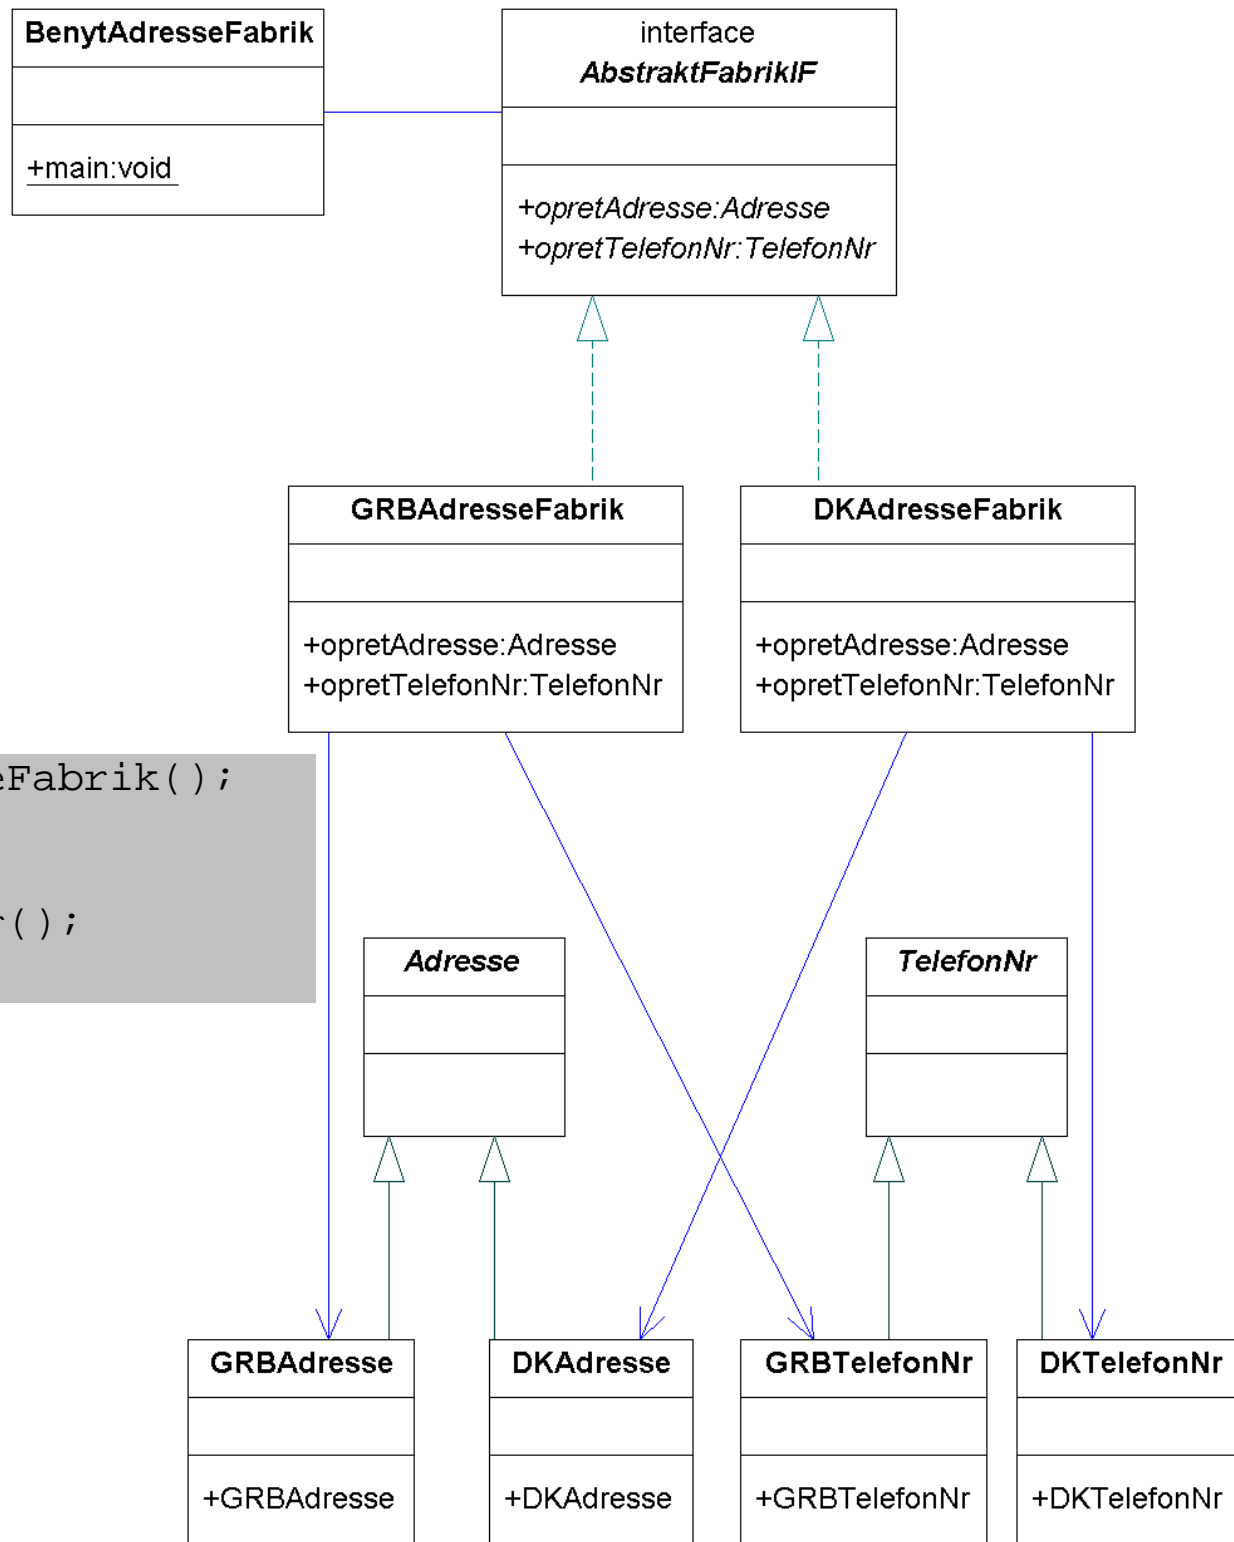 BenytAdresseFabrik
+main:void
interface
AbstraktFabrikIF
+opretAdresse:Adresse
+opretTelefonNr:TelefonNr
GRBAdresseFabrik
+opretAdresse:Adresse
+opretTelefonNr:TelefonNr
DKAdresseFabrik
+opretAdresse:Adresse
+opretTelefonNr:TelefonNr
eFabrik();
r();
Adresse
TelefonNr
GRBAdresse
+GRBAdresse
DKAdresse
+DKAdresse
GRBTelefonNr
+GRBTelefonNr
DKTelefonNr
+DKTelefonNr